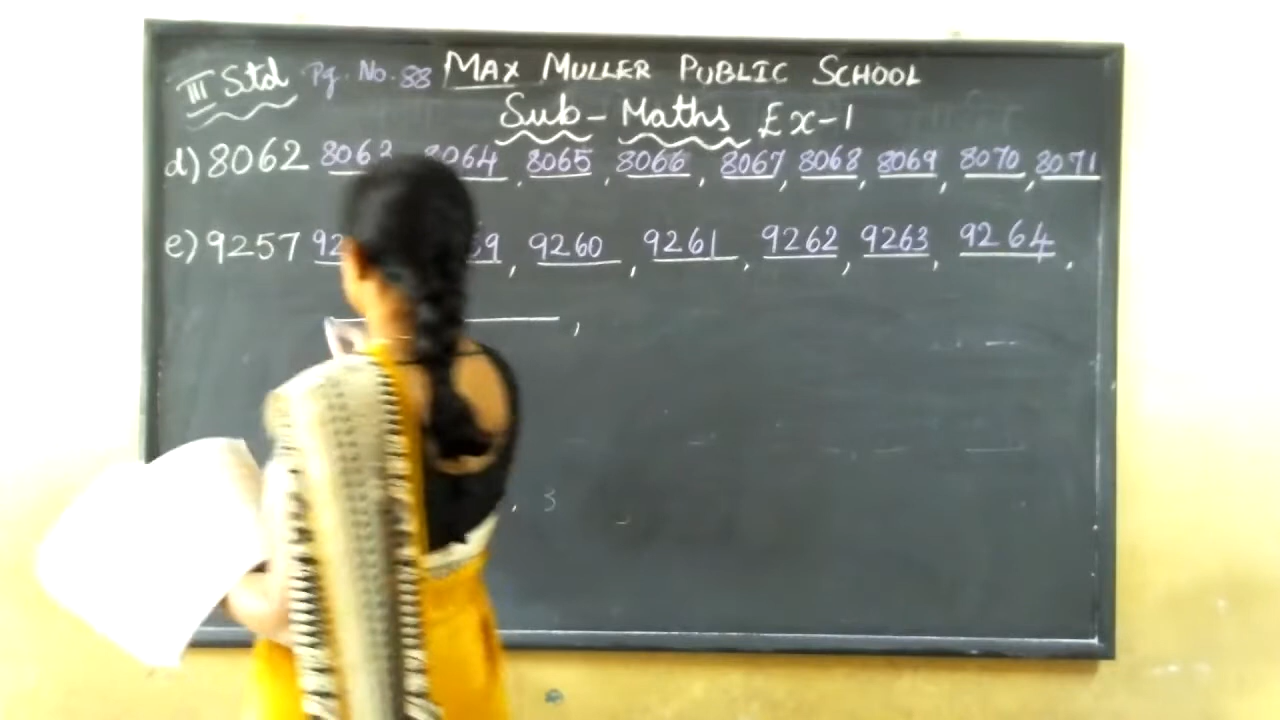 III Std Pg. No. 88 MAX MULLER PUBLIC SCHOOL
Sub - Maths Ex-1
d) 8062 8063 8064, 8065, 8066, 8067, 8068, 8069, 8070, 8071
e) 9257 9260, 9261, 9262, 9263, 9264,